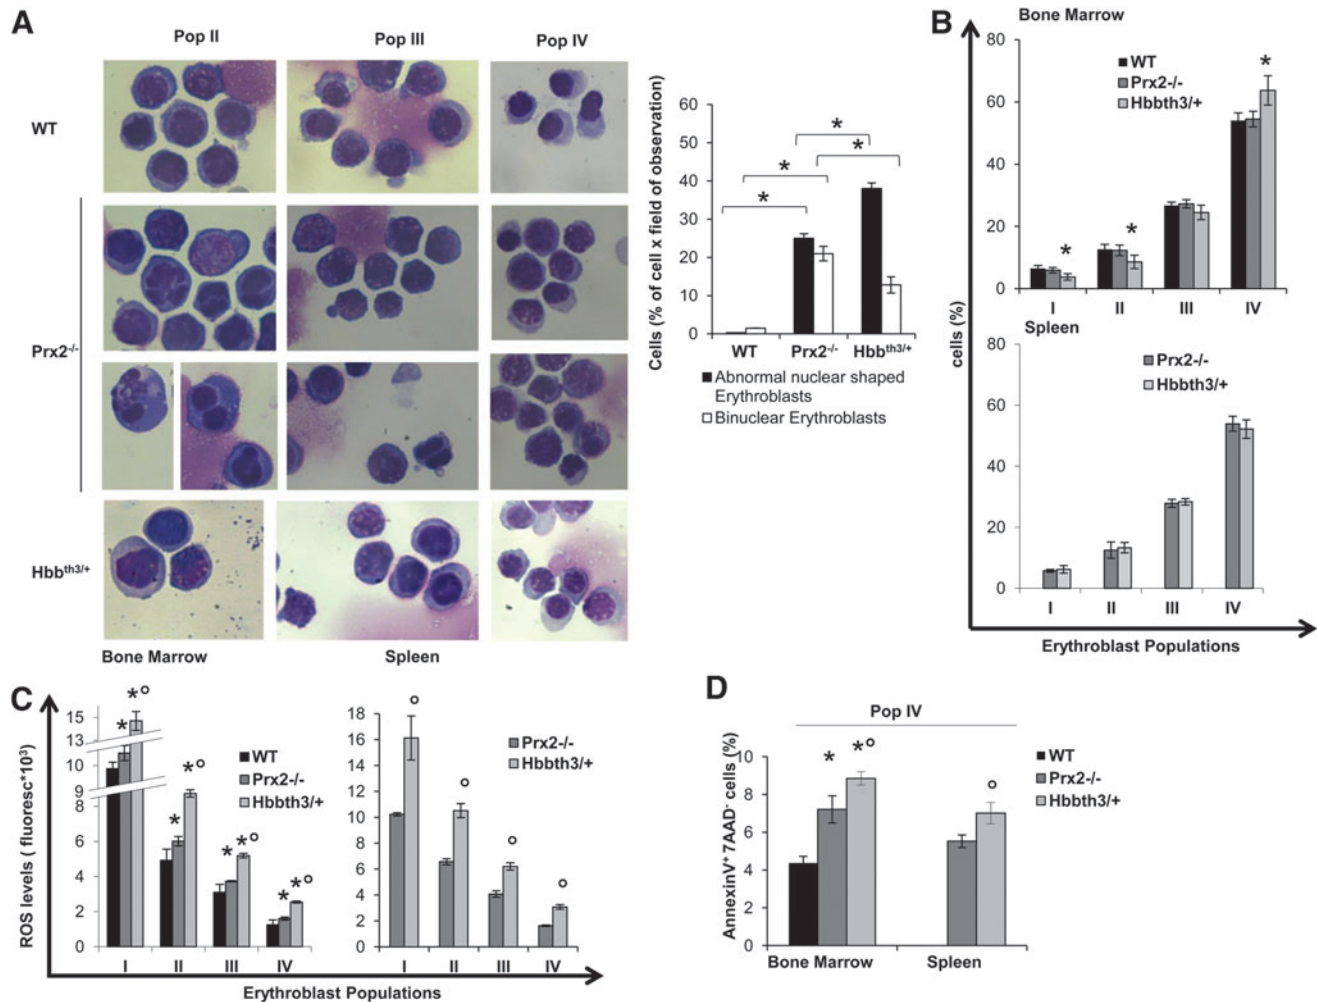 A
Pop II
Pop III
Pop IV
WT
Prx2-/-
Hbbth3/+
Bone Marrow
Spleen
Cells (% of cell x field of observation)
60
50
40
30
20
10
0
*
*
*
*
WT
Prx2-/-
Hbbth3/+
Abnormal nuclear shaped
Erythroblasts
Binuclear Erythroblasts
B
Bone Marrow
80
60
40
20
0
WT
Prx2-/-
Hbbth3/+
*
*
*
I
II
III
IV
Spleen
cells (%)
80
60
40
20
0
Prx2-/-
Hbbth3/+
I
II
III
IV
Erythroblast Populations
C
ROS levels ( fluoresc*10³)
15
13
10
9
8
6
4
2
0
WT
Prx2-/-
Hbbth3/+
* *o
* *o
* *o
* *o
I
II
III
IV
18
16
14
12
10
8
6
4
2
0
Prx2-/-
Hbbth3/+
o
o
o
o
I
II
III
IV
Erythroblast Populations
D
Pop IV
AnnexinV⁺ 7AAD⁻ cells (%)
10
8
6
4
2
0
* *o
o
WT
Prx2-/-
Hbbth3/+
Bone Marrow
Spleen